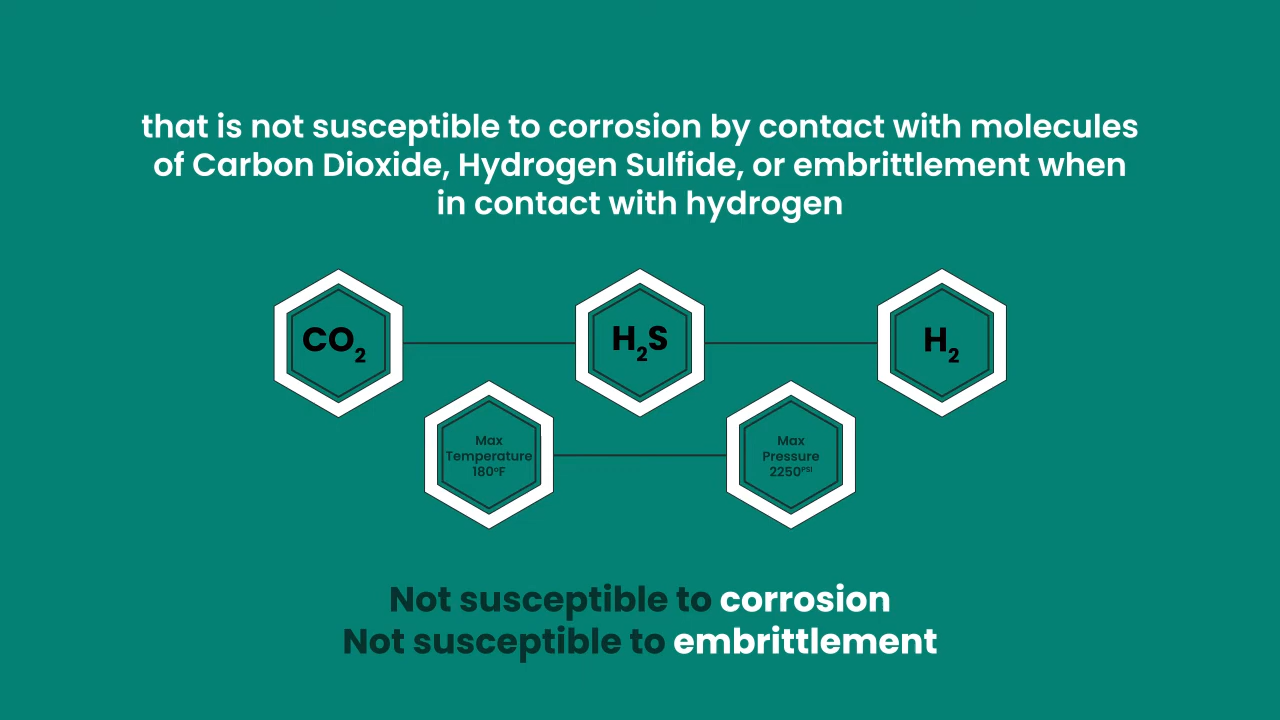 that is not susceptible to corrosion by contact with molecules
of Carbon Dioxide, Hydrogen Sulfide, or embrittlement when
in contact with hydrogen
CO₂
H₂S
H₂
Max
Temperature
180°F
Max
Pressure
2250ᴾˢᴵ
Not susceptible to corrosion
Not susceptible to embrittlement